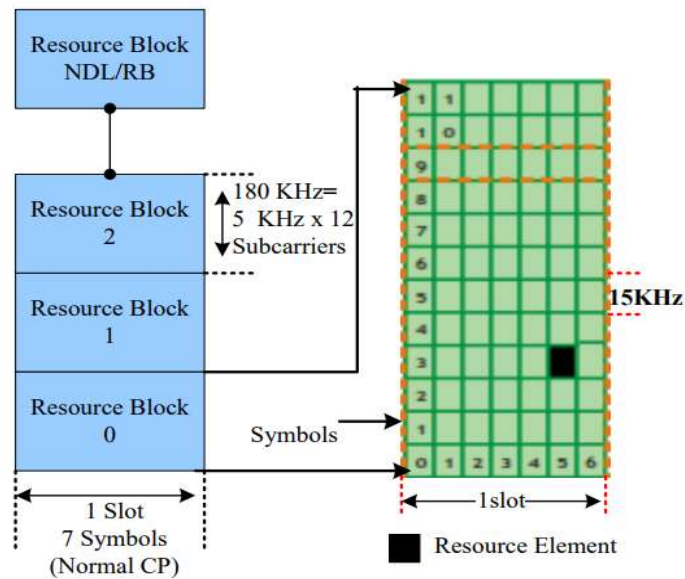 Resource Block
NDL/RB
Resource Block
2
180 KHz=
5 KHz x 12
Subcarriers
Resource Block
1
Resource Block
0
1 Slot
7 Symbols
(Normal CP)
1 1
1 0
9
8
7
6
5
4
3
2
1
0 1 2 3 4 5 6
15KHz
Symbols
1slot
Resource Element